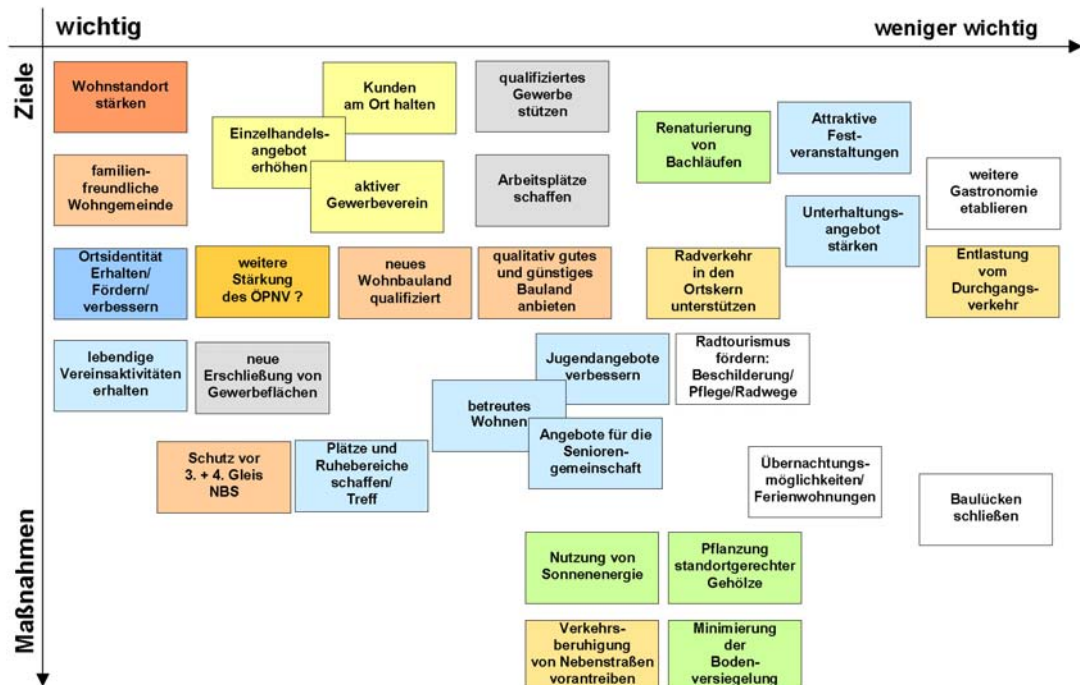 wichtig
weniger wichtig
Ziele
Maßnahmen
Wohnstandort
stärken
Kunden
am Ort halten
qualifiziertes
Gewerbe
stützen
Einzelhandels-
angebot
erhöhen
Renaturierung
von
Bachläufen
Attraktive
Fest-
veranstaltungen
familien-
freundliche
Wohngemeinde
aktiver
Gewerbeverein
Arbeitsplätze
schaffen
weitere
Gastronomie
etablieren
Unterhaltungs-
angebot
stärken
Ortsidentität
Erhalten/
Fördern/
verbessern
weitere
Stärkung
des ÖPNV ?
neues
Wohnbauland
qualifiziert
qualitativ gutes
und günstiges
Bauland
anbieten
Radverkehr
in den
Ortskern
unterstützen
Entlastung
vom
Durchgangs-
verkehr
lebendige
Vereinsaktivitäten
erhalten
neue
Erschließung von
Gewerbeflächen
Jugendangebote
verbessern
Radtourismus
fördern:
Beschilderung/
Pflege/Radwege
betreutes
Wohnen
Angebote für die
Senioren-
gemeinschaft
Schutz vor
3. + 4. Gleis
NBS
Plätze und
Ruhebereiche
schaffen/
Treff
Übernachtungs-
möglichkeiten/
Ferienwohnungen
Baulücken
schließen
Nutzung von
Sonnenenergie
Pflanzung
standortgerechter
Gehölze
Verkehrs-
beruhigung
von Nebenstraßen
vorantreiben
Minimierung
der
Boden-
versiegelung